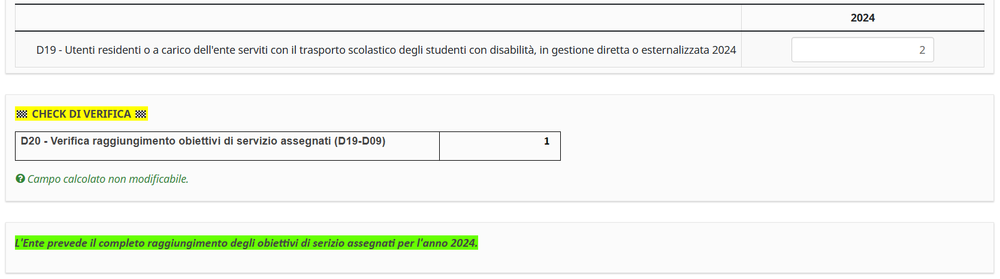 2024
D19 - Utenti residenti o a carico dell'ente serviti con il trasporto scolastico degli studenti con disabilità, in gestione diretta o esternalizzata 2024
2
CHECK DI VERIFICA
D20 - Verifica raggiungimento obiettivi di servizio assegnati (D19-D09)
1
Campo calcolato non modificabile.
L'Ente prevede il completo raggiungimento degli obiettivi di serizio assegnati per l'anno 2024.